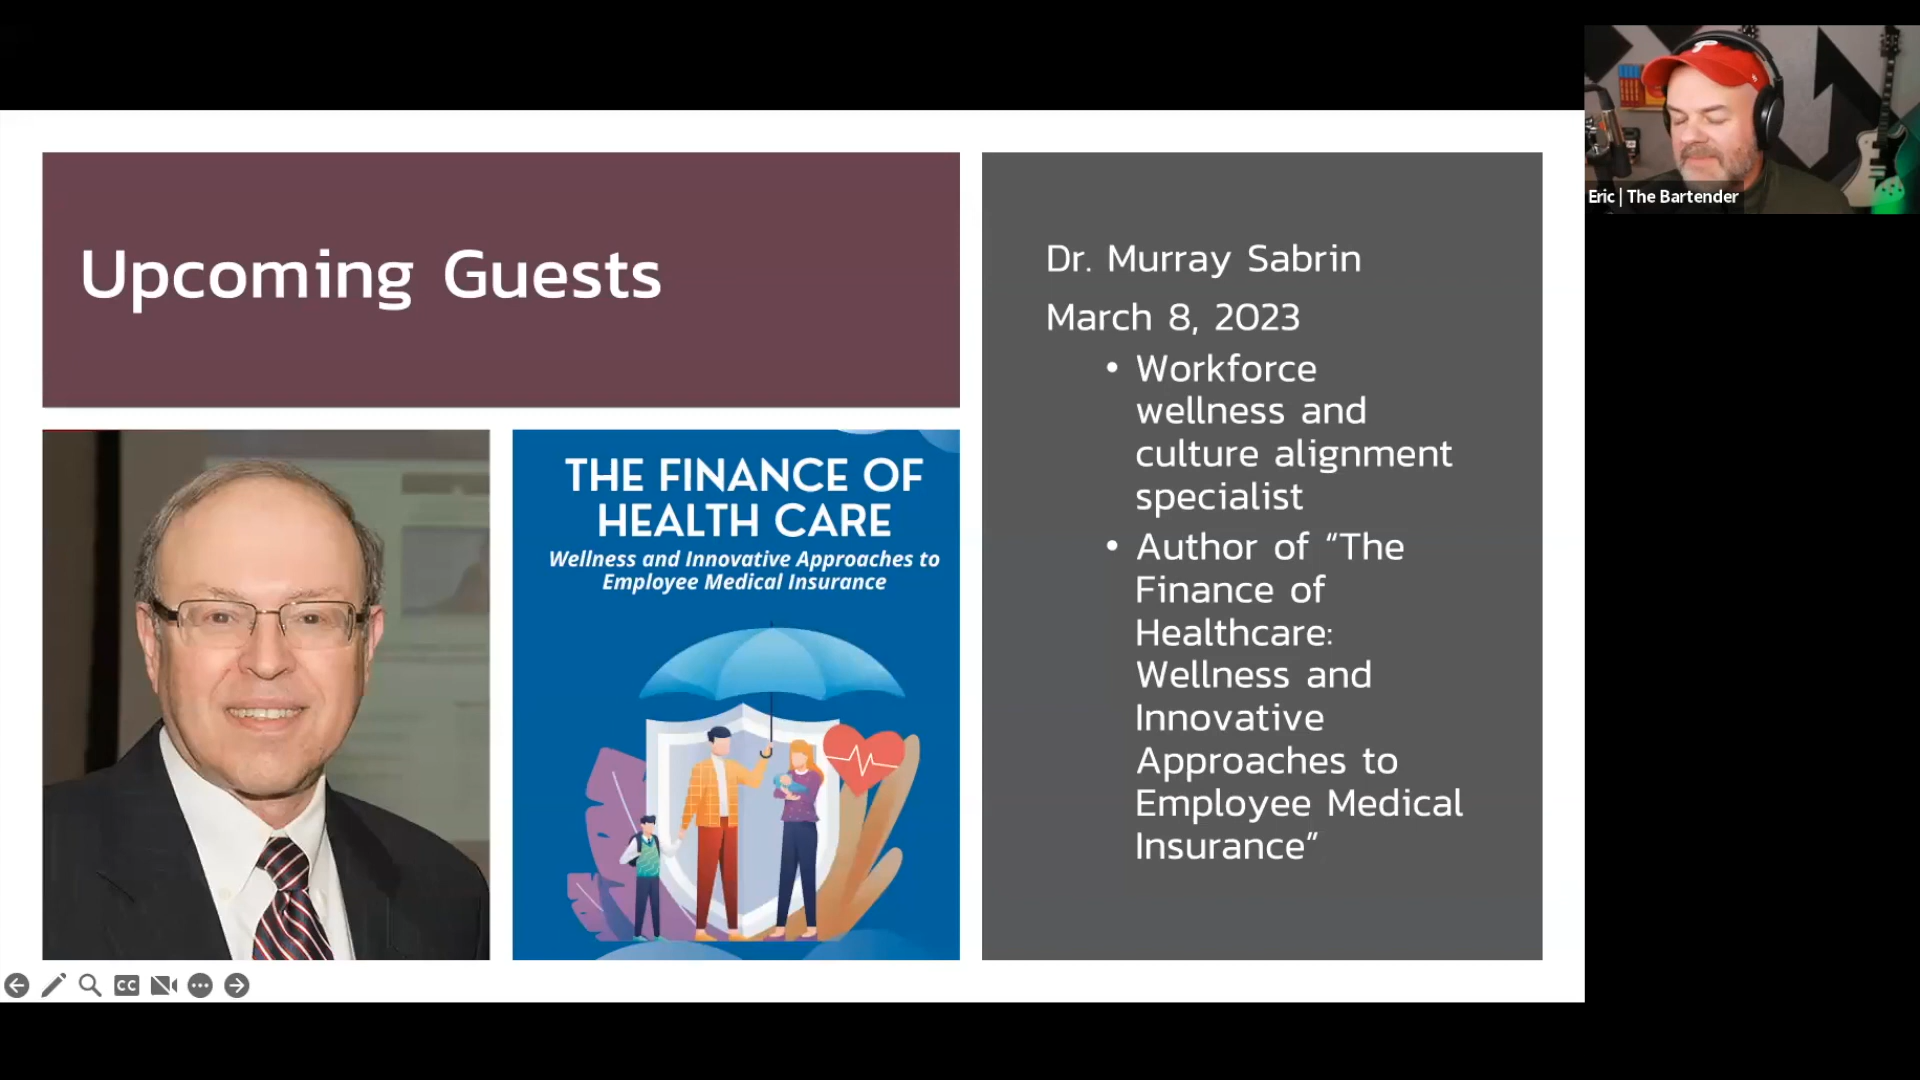 Upcoming Guests
THE FINANCE OF
HEALTH CARE
Wellness and Innovative Approaches to
Employee Medical Insurance
Dr. Murray Sabrin
March 8, 2023
• Workforce
wellness and
culture alignment
specialist
• Author of “The
Finance of
Healthcare:
Wellness and
Innovative
Approaches to
Employee Medical
Insurance”
Eric | The Bartender
CC